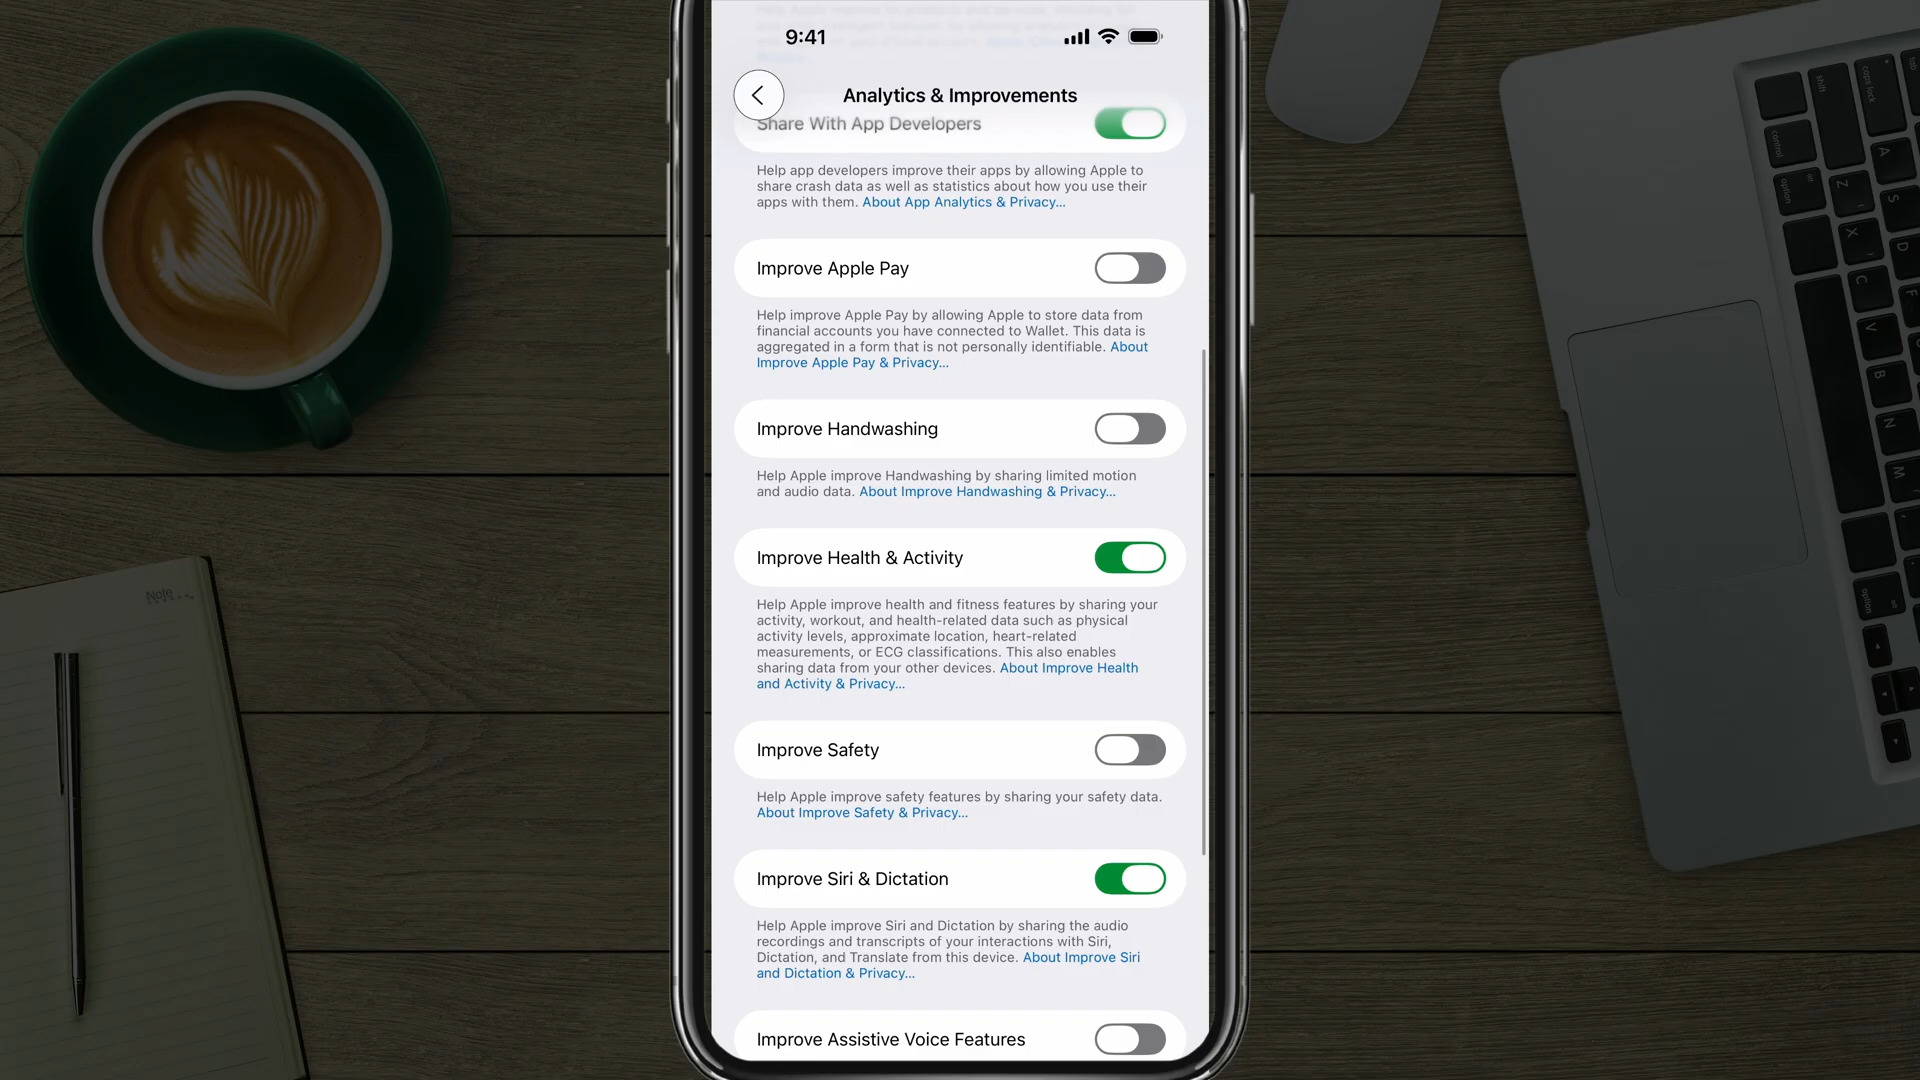 9:41
Analytics & Improvements
Share With App Developers
Help app developers improve their apps by allowing Apple to
share crash data as well as statistics about how you use their
apps with them. About App Analytics & Privacy...
Improve Apple Pay
Help improve Apple Pay by allowing Apple to store data from
financial accounts you have connected to Wallet. This data is
aggregated in a form that is not personally identifiable. About
Improve Apple Pay & Privacy...
Improve Handwashing
Help Apple improve Handwashing by sharing limited motion
and audio data. About Improve Handwashing & Privacy...
Improve Health & Activity
Help Apple improve health and fitness features by sharing your
activity, workout, and health-related data such as physical
activity levels, approximate location, heart-related
measurements, or ECG classifications. This also enables
sharing data from your other devices. About Improve Health
and Activity & Privacy...
Improve Safety
Help Apple improve safety features by sharing your safety data.
About Improve Safety & Privacy...
Improve Siri & Dictation
Help Apple improve Siri and Dictation by sharing the audio
recordings and transcripts of your interactions with Siri,
Dictation, and Translate from this device. About Improve Siri
and Dictation & Privacy...
Improve Assistive Voice Features
Note
tab
caps lock
A
S
D
shift
Z
X
C
V
B
N
M
control
option
alt
option